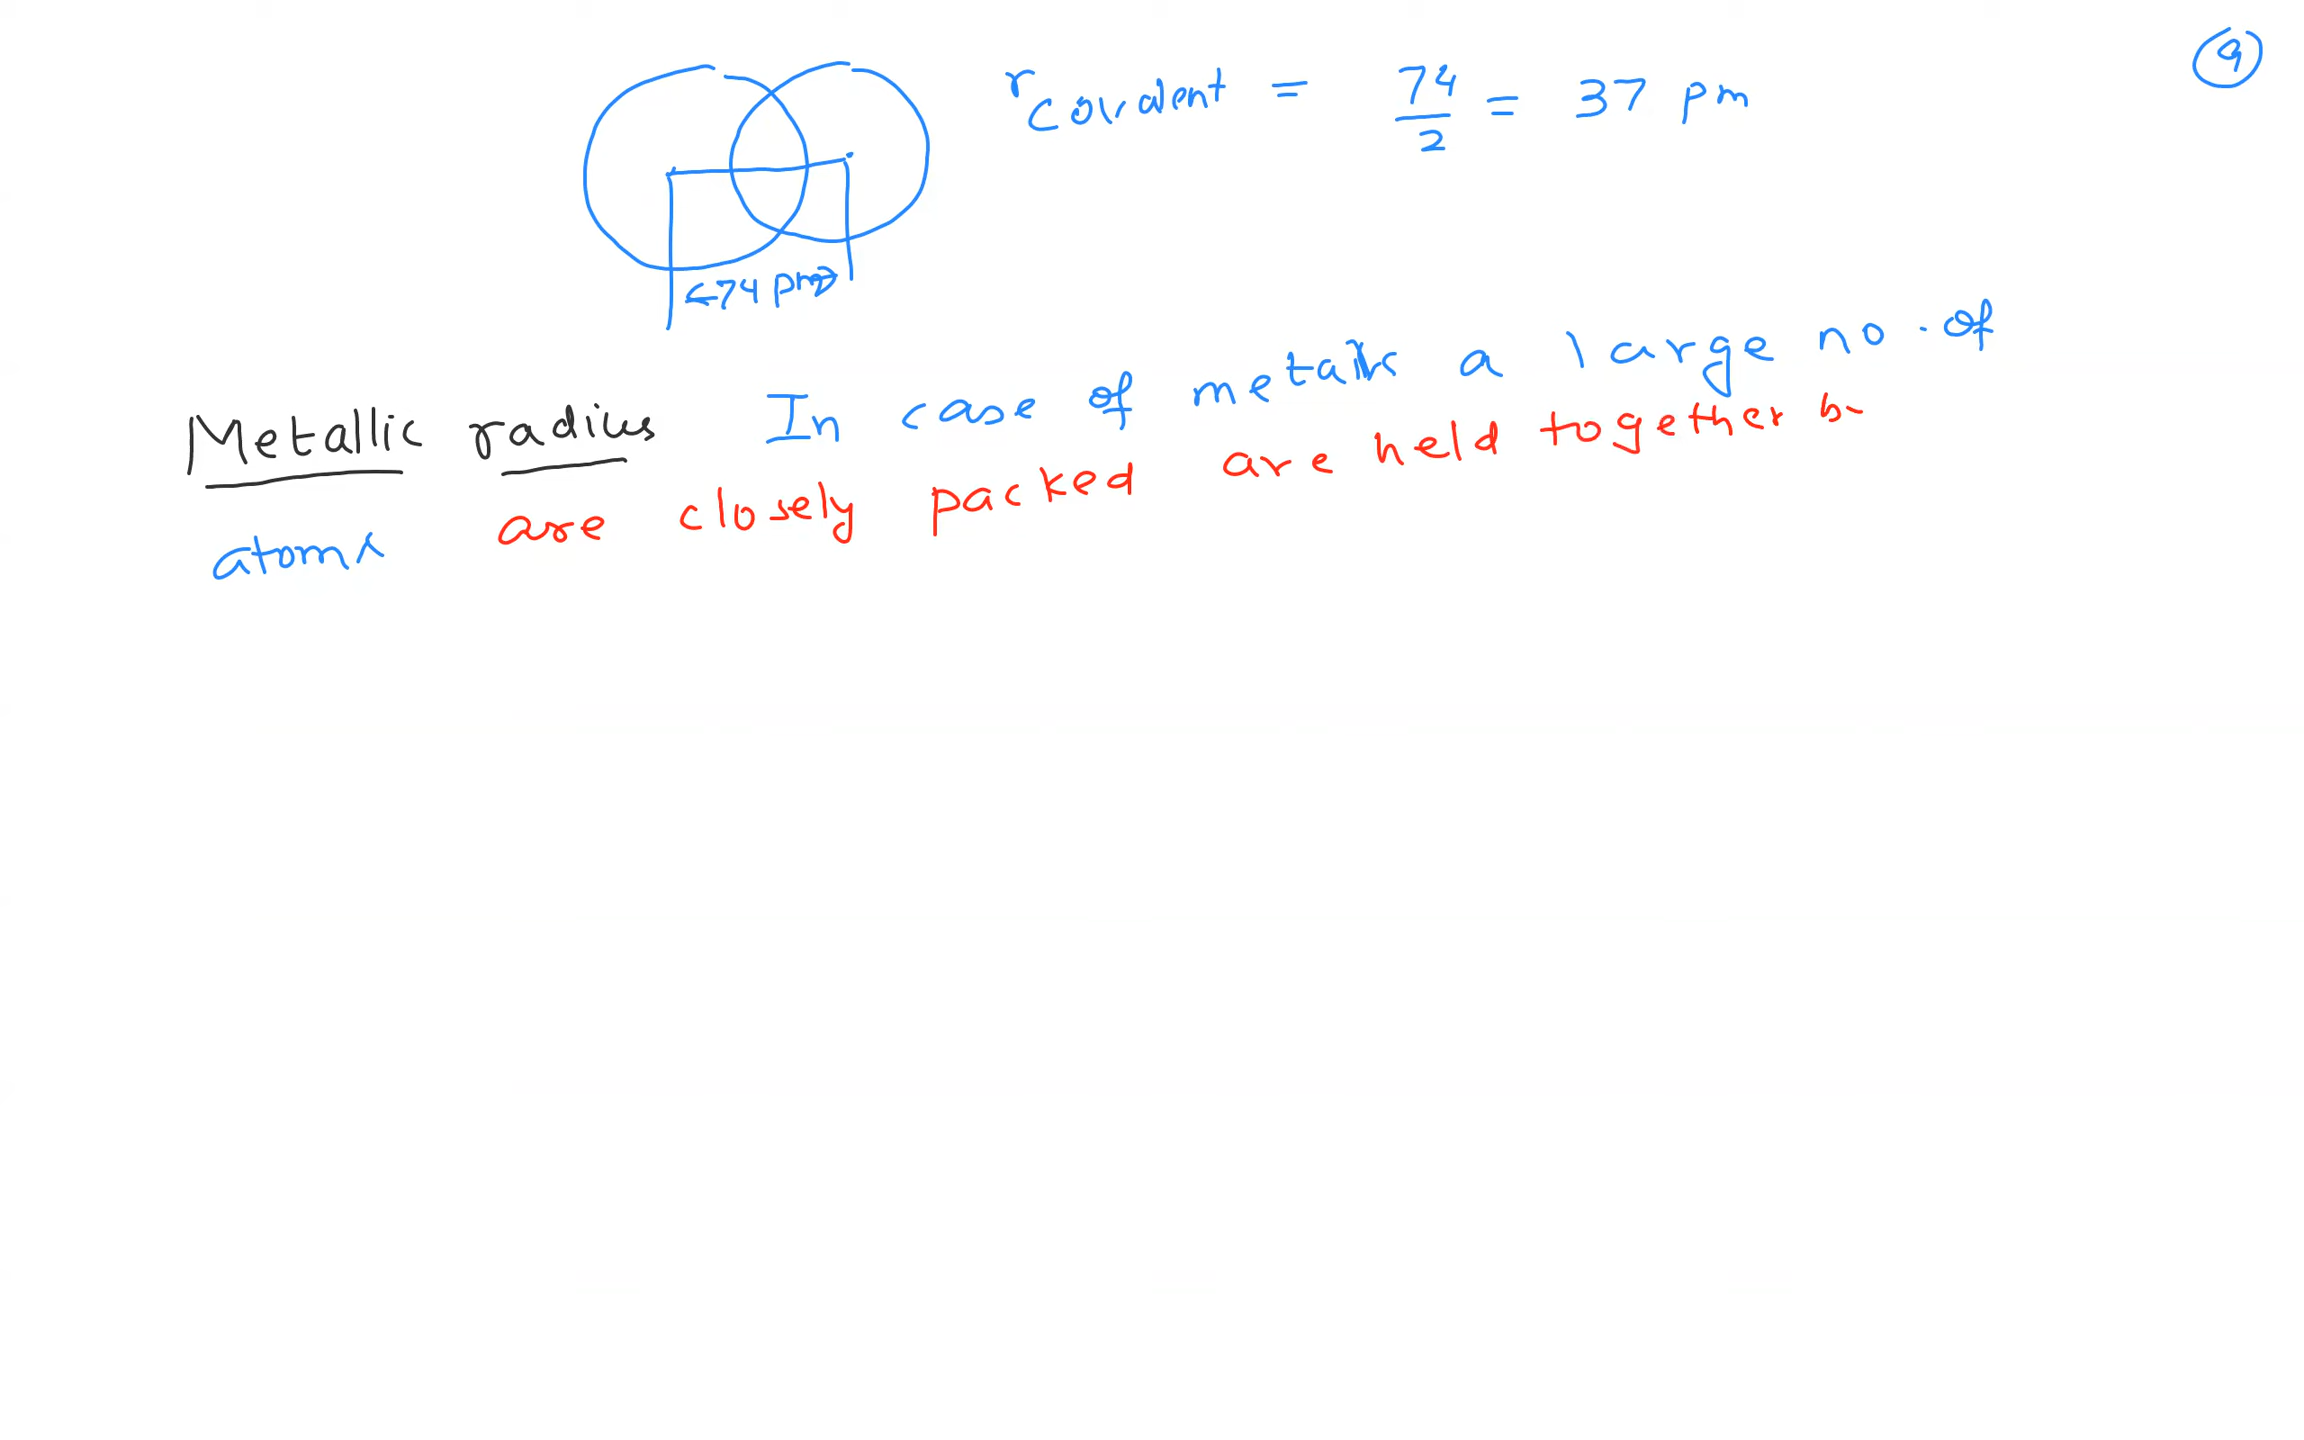 r covalent = 74/2 = 37 pm
9
<74 pm>
Metallic radius In case of metals a large no. of
atoms are closely packed are held together by